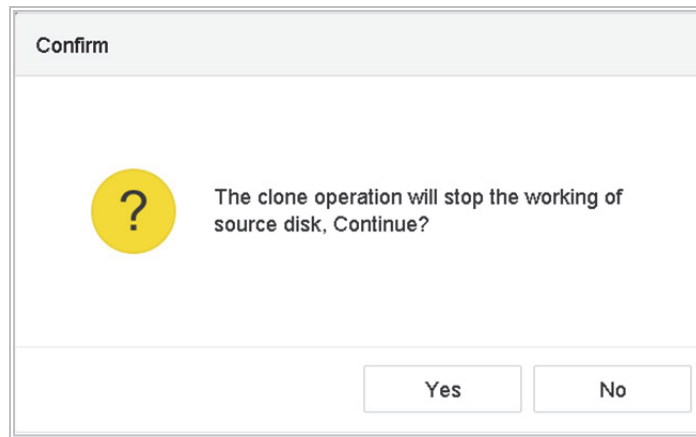 Confirm
?
The clone operation will stop the working of
source disk, Continue?
Yes
No